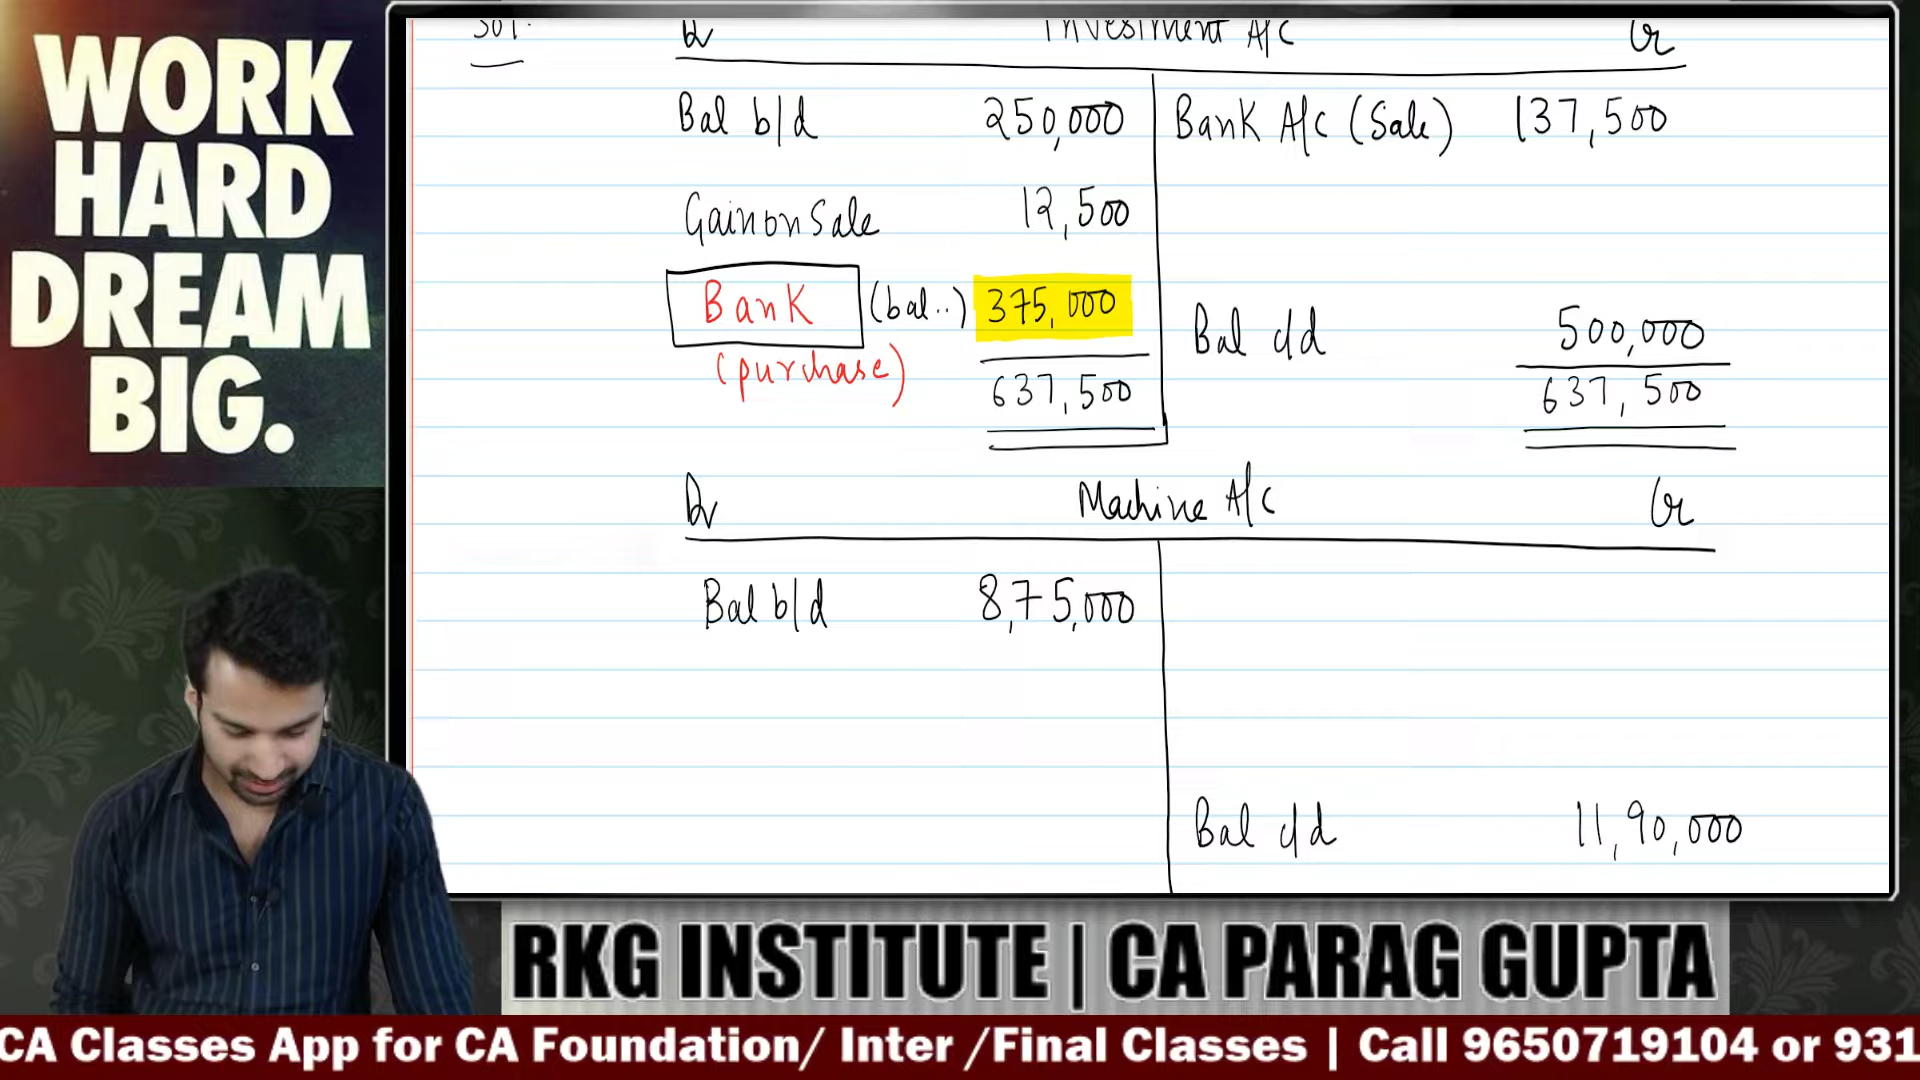 WORK
HARD
DREAM
BIG.
Sol.
Dr Investment A/c Cr
Bal b/d 250,000 Bank A/c (Sale) 137,500
Gain on Sale 12,500
Bank (bal..) 375,000 Bal c/d 500,000
(purchase) 637,500 637,500
Dr Machine A/c Cr
Bal b/d 8,75,000
Bal c/d 11,90,000
RKG INSTITUTE | CA PARAG GUPTA
CA Classes App for CA Foundation/ Inter /Final Classes | Call 9650719104 or 931